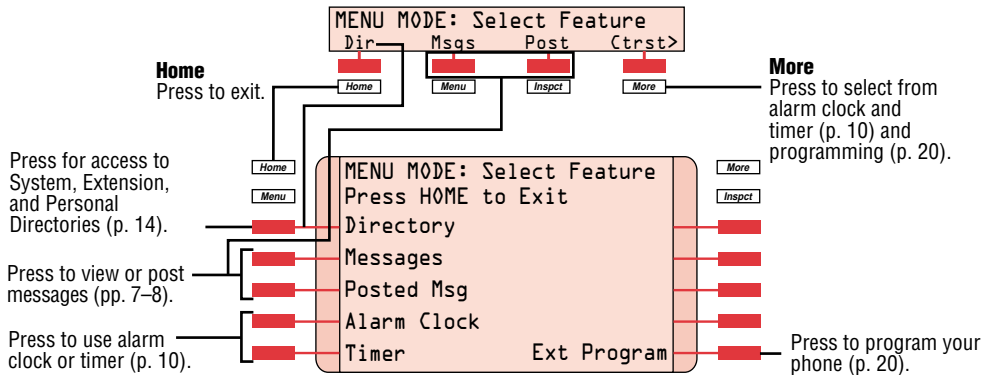 MENU MODE: Select Feature
Dir Msgs Post Ctrst>
Home Menu Inspct More
Home
Press to exit.
More
Press to select from
alarm clock and
timer (p. 10) and
programming (p. 20).
Press for access to
System, Extension,
and Personal
Directories (p. 14).
Press to view or post
messages (pp. 7–8).
Press to use alarm
clock or timer (p. 10).
Home
Menu
MENU MODE: Select Feature
Press HOME to Exit
Directory
Messages
Posted Msg
Alarm Clock
Timer Ext Program
More
Inspct
Press to program your
phone (p. 20).